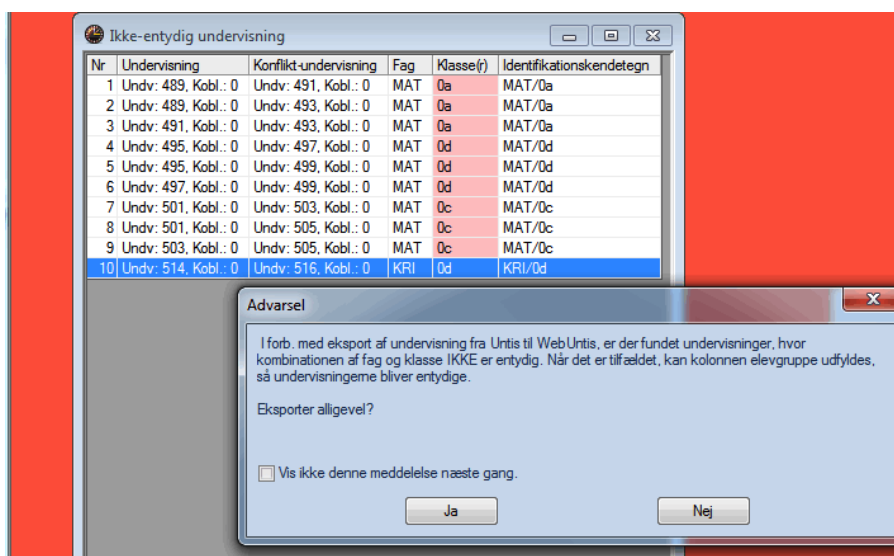 Ikke-entydig undervisning
Nr Undervisning Konflikt-undervisning Fag Klasse(r) Identifikationskendetegn
1 Undv: 489, Kobl.: 0 Undv: 491, Kobl.: 0 MAT 0a MAT/0a
2 Undv: 489, Kobl.: 0 Undv: 493, Kobl.: 0 MAT 0a MAT/0a
3 Undv: 491, Kobl.: 0 Undv: 493, Kobl.: 0 MAT 0a MAT/0a
4 Undv: 495, Kobl.: 0 Undv: 497, Kobl.: 0 MAT 0d MAT/0d
5 Undv: 495, Kobl.: 0 Undv: 499, Kobl.: 0 MAT 0d MAT/0d
6 Undv: 497, Kobl.: 0 Undv: 499, Kobl.: 0 MAT 0d MAT/0d
7 Undv: 501, Kobl.: 0 Undv: 503, Kobl.: 0 MAT 0c MAT/0c
8 Undv: 501, Kobl.: 0 Undv: 505, Kobl.: 0 MAT 0c MAT/0c
9 Undv: 503, Kobl.: 0 Undv: 505, Kobl.: 0 MAT 0c MAT/0c
10 Undv: 514, Kobl.: 0 Undv: 516, Kobl.: 0 KRI 0d KRI/0d
Advarsel
I forb. med eksport af undervisning fra Untis til WebUntis, er der fundet undervisninger, hvor
kombinationen af fag og klasse IKKE er entydig. Når det er tilfældet, kan kolonnen elevgruppe udfyldes,
så undervisningerne bliver entydige.
Eksporter alligevel?
Vis ikke denne meddelelse næste gang.
Ja Nej